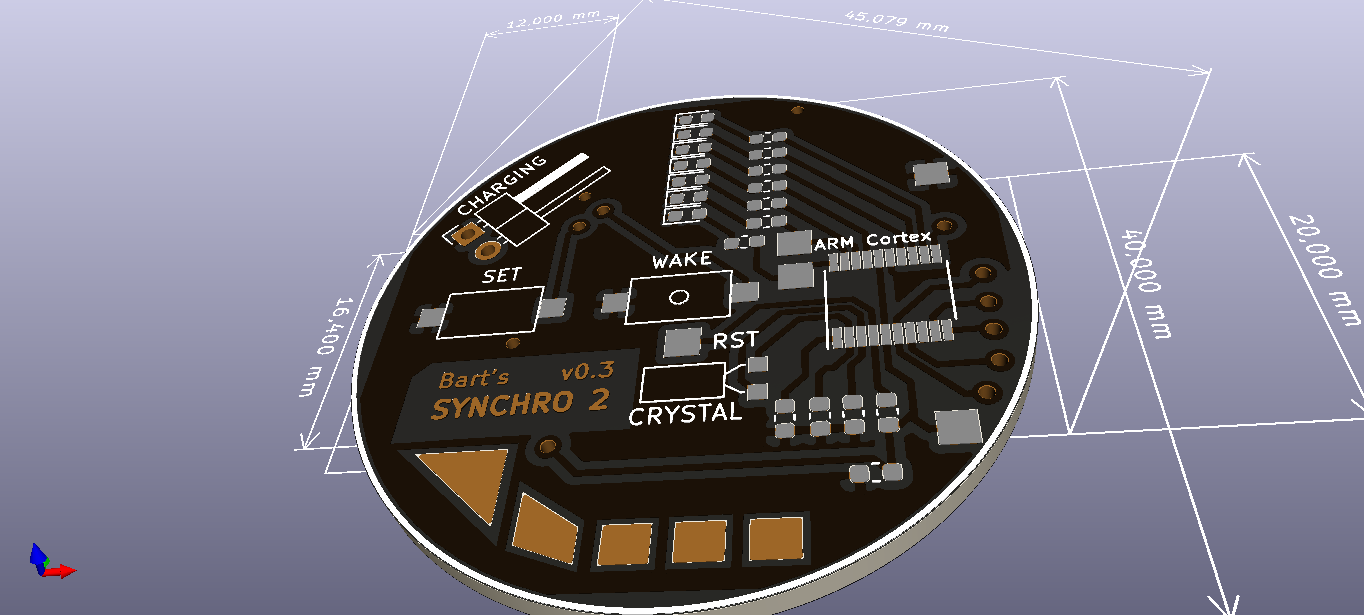 12,000 mm
45,079 mm
CHARGING
ARM Cortex
WAKE
SET
40,000 mm
20,000 mm
16,400 mm
RST
Bart's v0.3
SYNCHRO 2
CRYSTAL